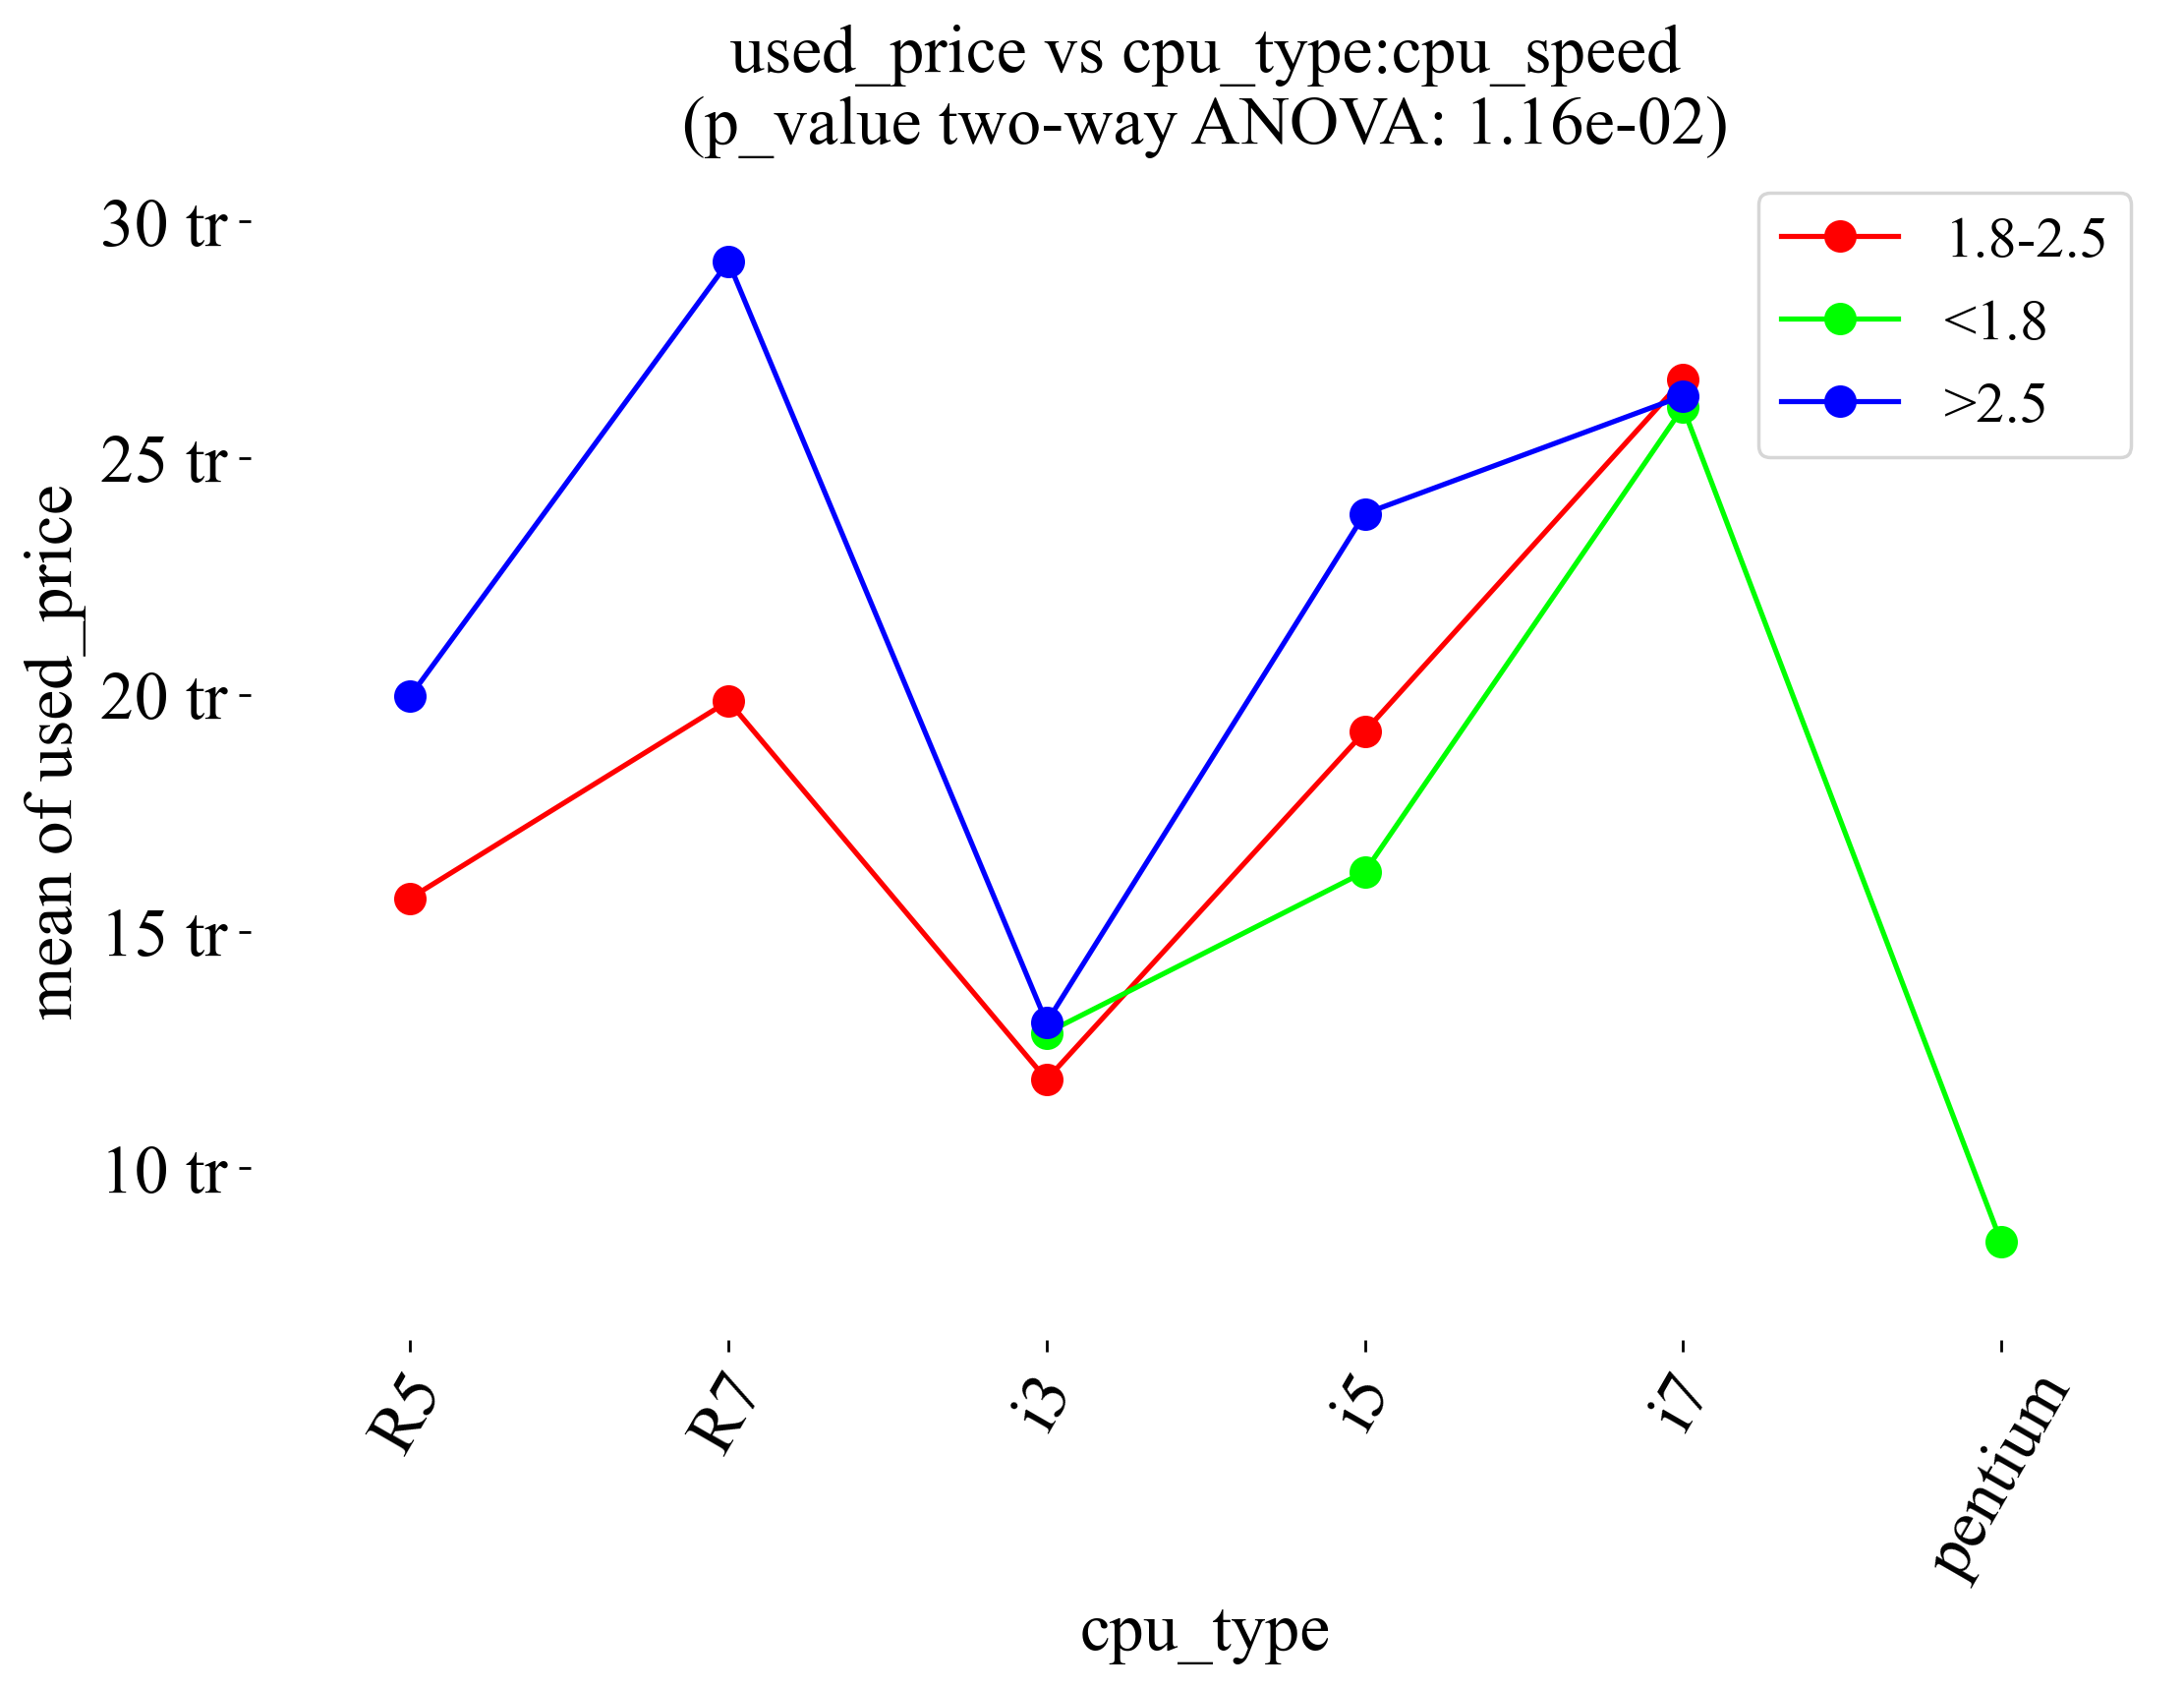 used_price vs cpu_type:cpu_speed
(p_value two-way ANOVA: 1.16e-02)
1.8-2.5
<1.8
>2.5
mean of used_price
30 tr
25 tr
20 tr
15 tr
10 tr
R5
R7
i3
i5
i7
pentium
cpu_type